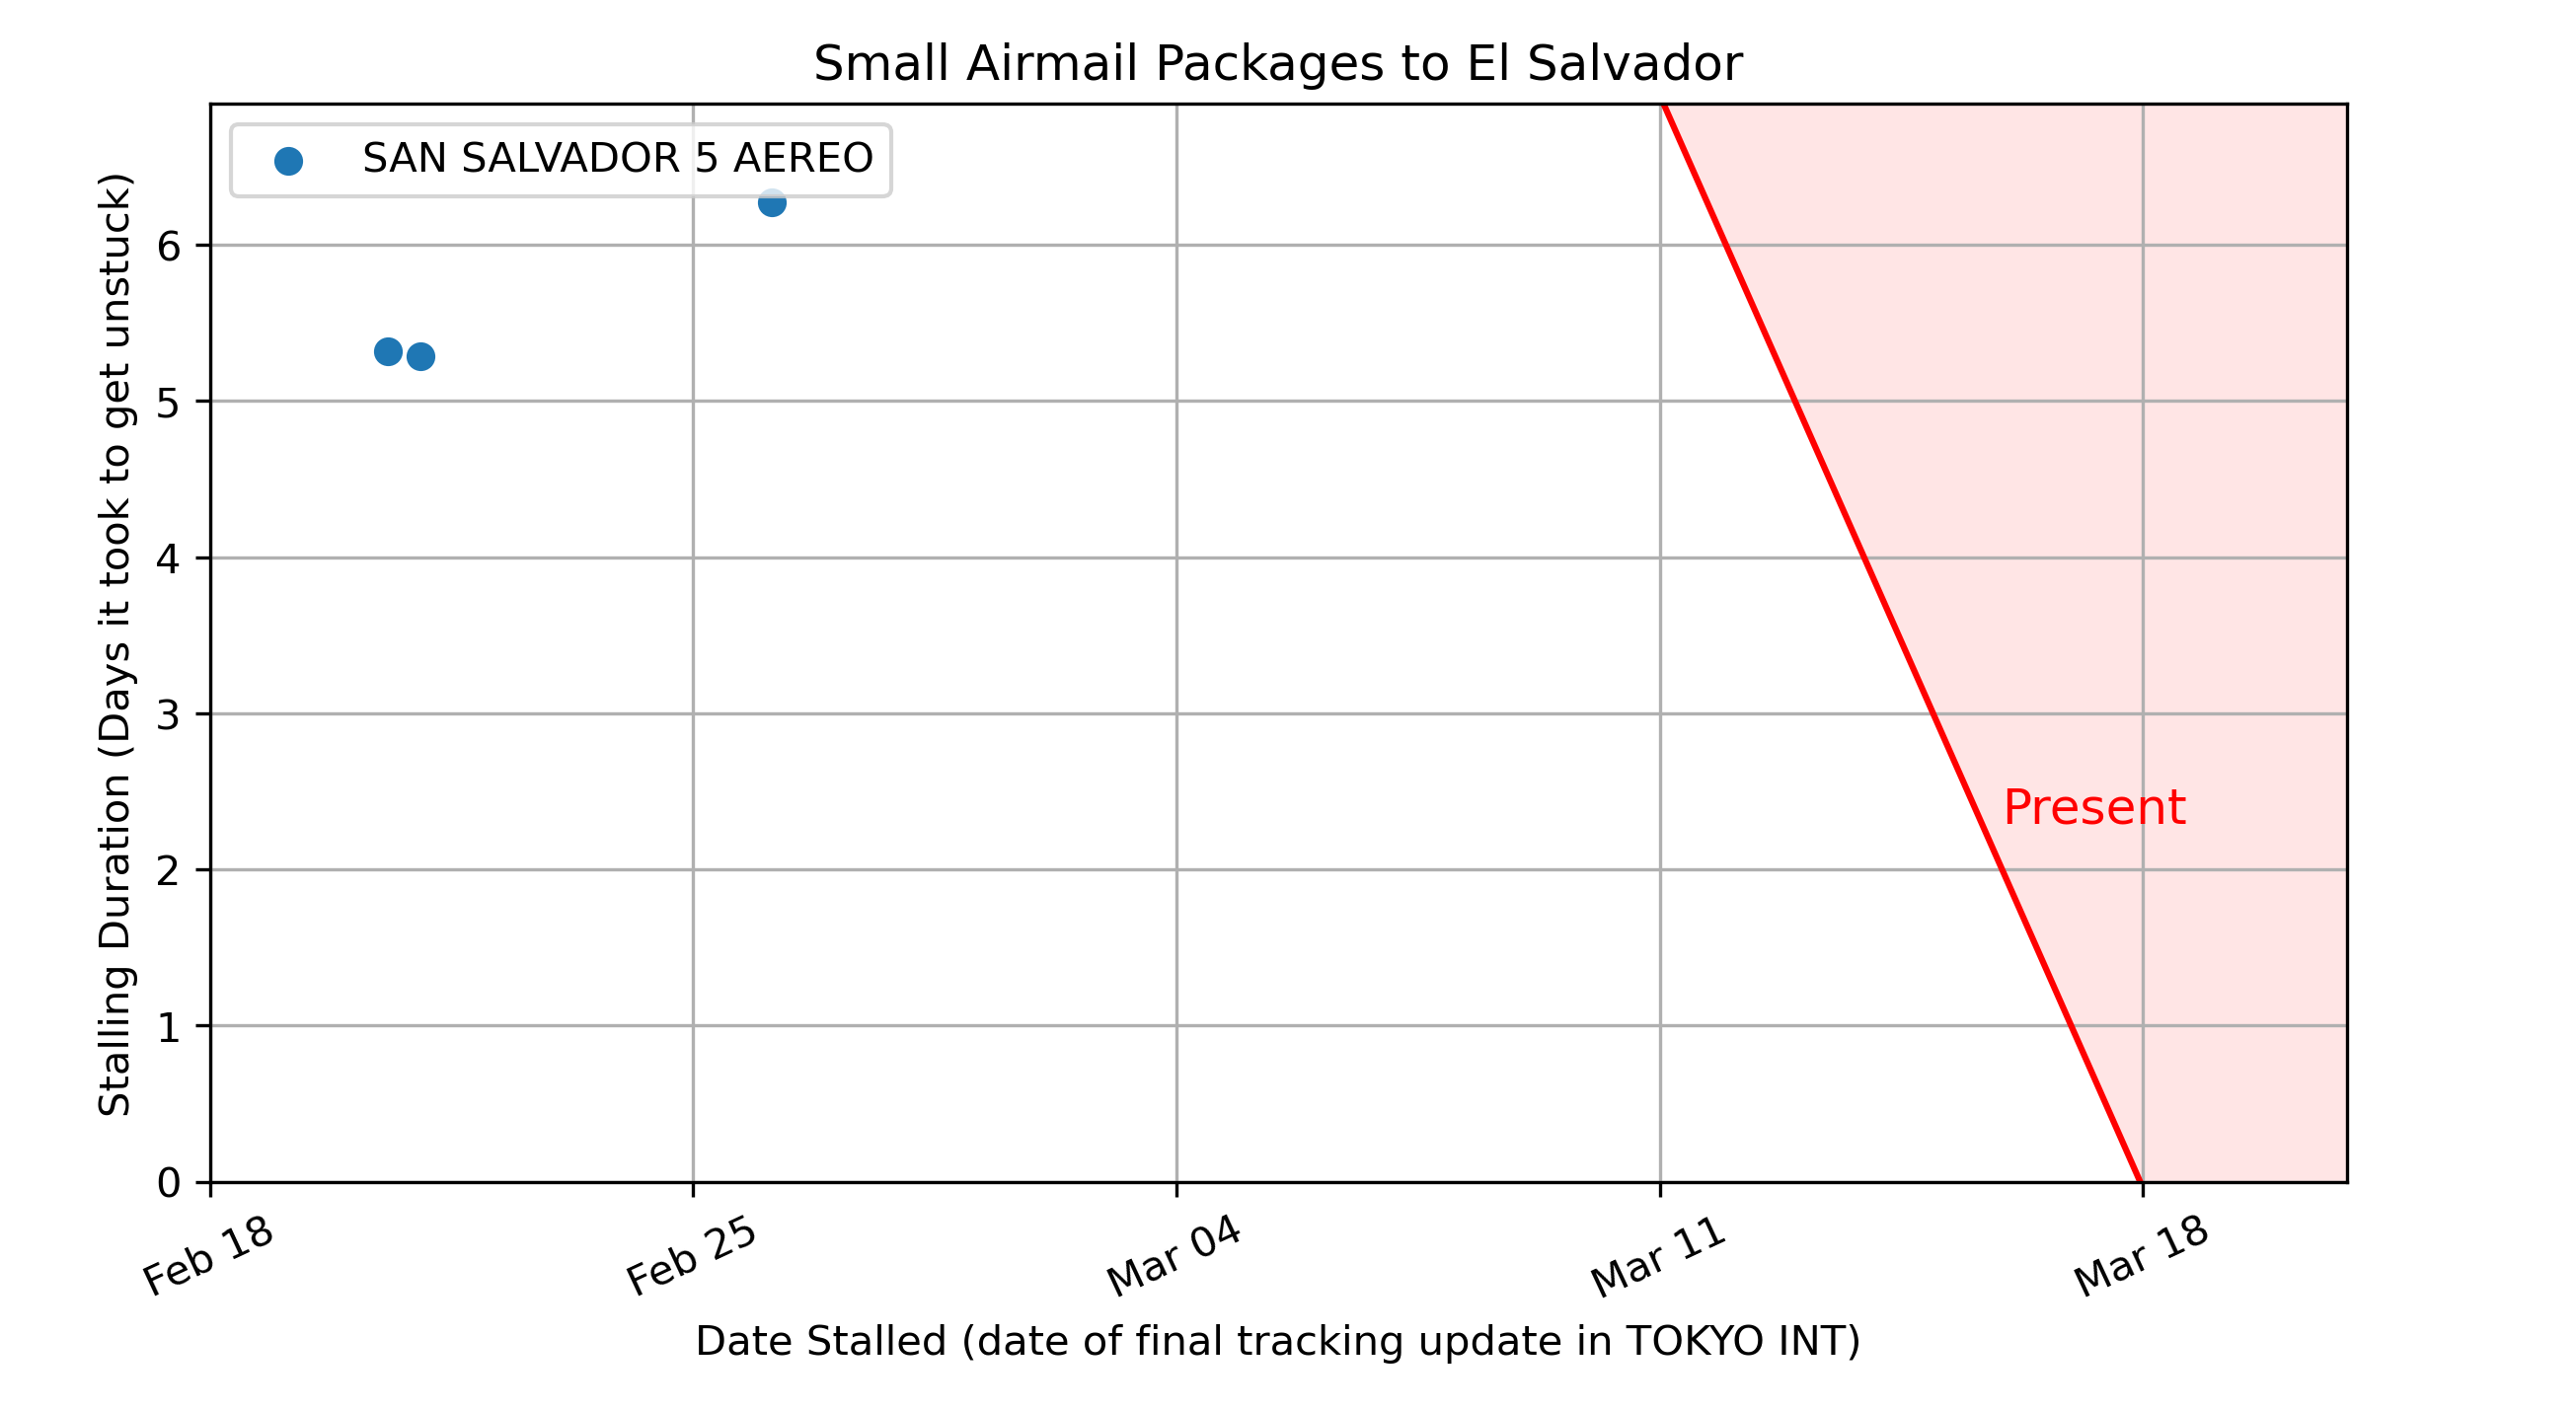 Small Airmail Packages to El Salvador
SAN SALVADOR 5 AEREO
Stalling Duration (Days it took to get unstuck)
6
5
4
3
2
1
0
Present
Feb 18
Feb 25
Mar 04
Mar 11
Mar 18
Date Stalled (date of final tracking update in TOKYO INT)